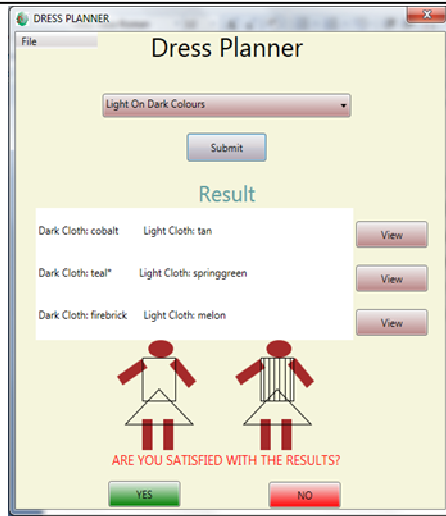 DRESS PLANNER
File
Dress Planner
Light On Dark Colours
Submit
Result
Dark Cloth: cobalt Light Cloth: tan View
Dark Cloth: teal* Light Cloth: springgreen View
Dark Cloth: firebrick Light Cloth: melon View
ARE YOU SATISFIED WITH THE RESULTS?
YES NO